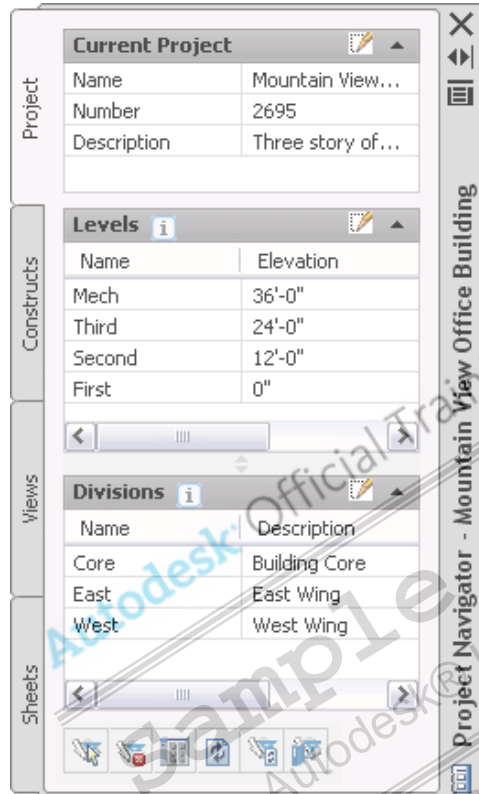 Project
Constructs
Views
Sheets
Current Project
Name Mountain View...
Number 2695
Description Three story of...
Levels
Name Elevation
Mech 36'-0"
Third 24'-0"
Second 12'-0"
First 0"
Divisions
Name Description
Core Building Core
East East Wing
West West Wing
Project Navigator - Mountain View Office Building
Autodesk Official
Sample
Autodesk®